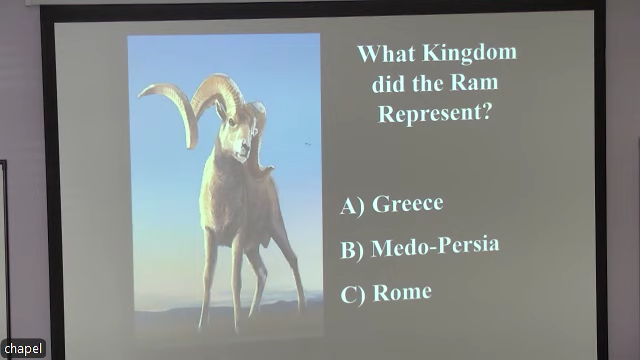 What Kingdom
did the Ram
Represent?
A) Greece
B) Medo-Persia
C) Rome
chapel